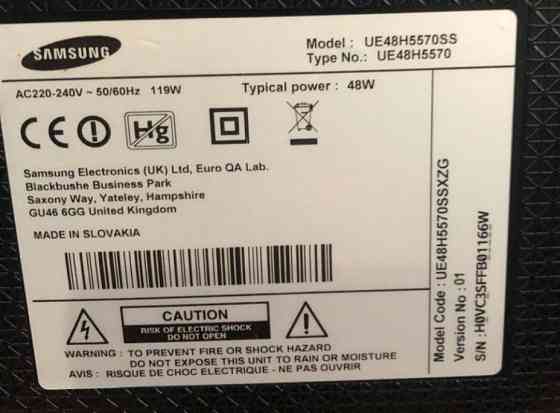 SAMSUNG
Model : UE48H5570SS
Type No.: UE48H5570
AC220-240V ~ 50/60Hz 119W
Typical power : 48W
CE
Hg
Samsung Electronics (UK) Ltd, Euro QA Lab.
Blackbushe Business Park
Saxony Way, Yateley, Hampshire
GU46 6GG United Kingdom
MADE IN SLOVAKIA
CAUTION
RISK OF ELECTRIC SHOCK
DO NOT OPEN
WARNING : TO PREVENT FIRE OR SHOCK HAZARD
DO NOT EXPOSE THIS UNIT TO RAIN OR MOISTURE
AVIS : RISQUE DE CHOC ELECTRIQUE - NE PAS OUVRIR
Model Code : UE48H5570SSXZG
Version No : 01
S/N : H0VC3SFFB01166W